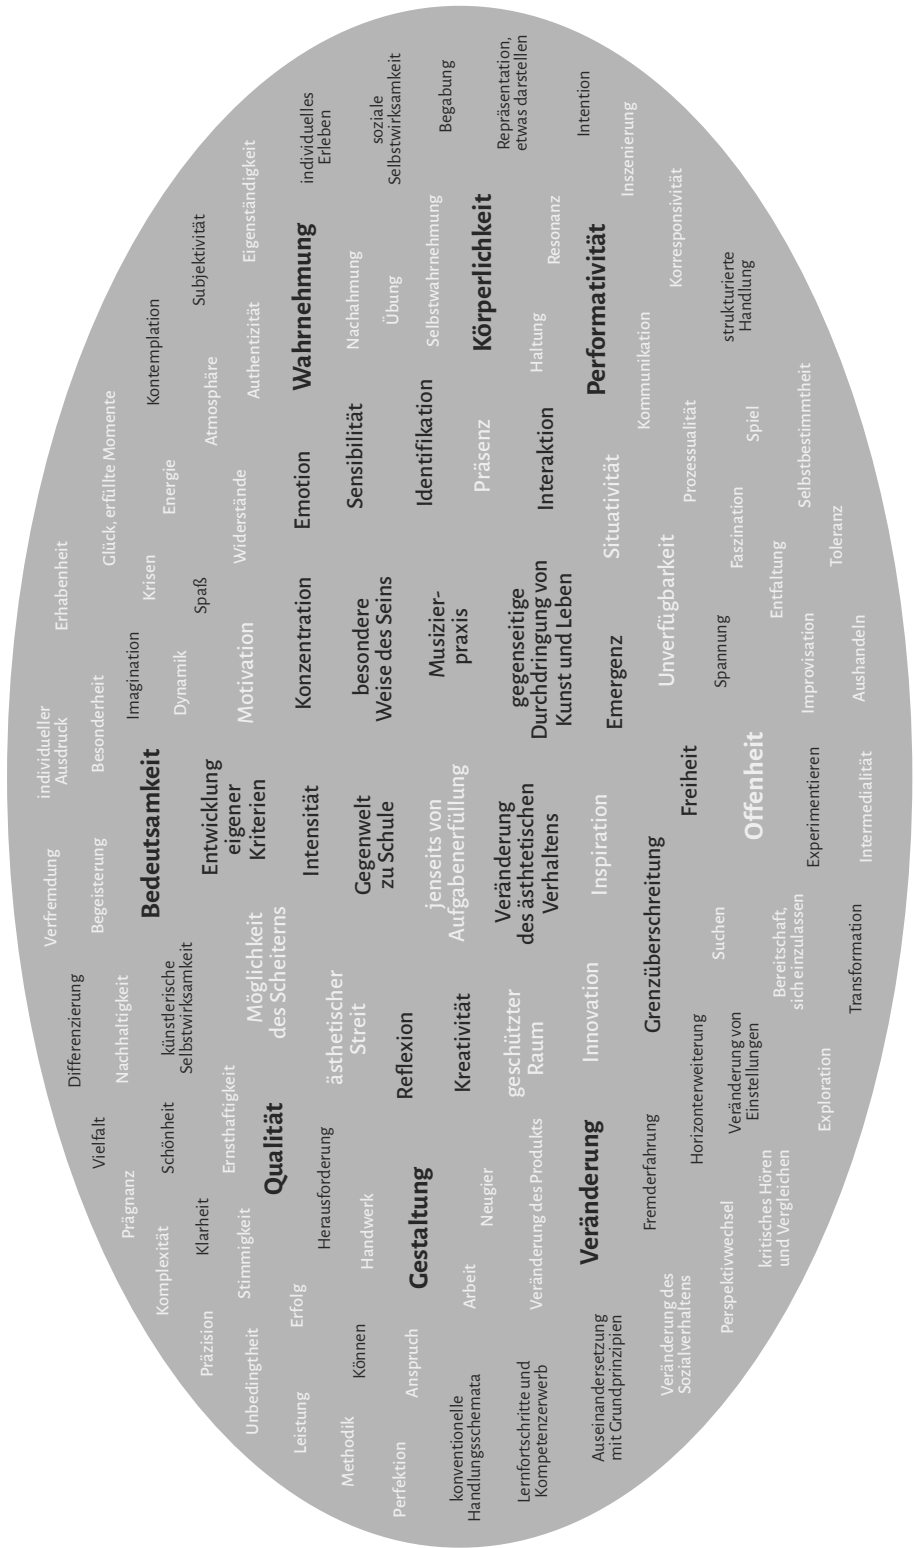 Verfremdung
individueller
Ausdruck
Erhabenheit
Differenzierung
Vielfalt
Begeisterung
Besonderheit
Glück, erfüllte Momente
Prägnanz
Nachhaltigkeit
Imagination
Krisen
Kontemplation
Komplexität
Schönheit
künstlerische
Selbstwirksamkeit
Bedeutsamkeit
Dynamik
Energie
Klarheit
Spaß
Atmosphäre
Subjektivität
Präzision
Ernsthaftigkeit
Entwicklung
eigener
Kriterien
Motivation
Widerstände
Authentizität
Eigenständigkeit
Unbedingtheit
Stimmigkeit
Qualität
Möglichkeit
des Scheiterns
Leistung
Erfolg
Intensität
Konzentration
Emotion
Wahrnehmung
individuelles
Erleben
Herausforderung
Methodik
Können
Handwerk
ästhetischer
Streit
Gegenwelt
zu Schule
besondere
Weise des Seins
Sensibilität
Nachahmung
Perfektion
Anspruch
Gestaltung
Reflexion
Übung
soziale
Selbstwirksamkeit
jenseits von
Aufgabenerfüllung
Musizier-
praxis
Identifikation
Selbstwahrnehmung
Begabung
konventionelle
Handlungsschemata
Arbeit
Neugier
Kreativität
Präsenz
Körperlichkeit
Lernfortschritte und
Kompetenzerwerb
Veränderung des Produkts
geschützter
Raum
Veränderung
des ästhtetischen
Verhaltens
gegenseitige
Durchdringung von
Kunst und Leben
Interaktion
Haltung
Resonanz
Repräsentation,
etwas darstellen
Auseinandersetzung
mit Grundprinzipien
Veränderung
Innovation
Inspiration
Emergenz
Situativität
Performativität
Intention
Fremderfahrung
Grenzüberschreitung
Kommunikation
Inszenierung
Veränderung des
Sozialverhaltens
Horizonterweiterung
Freiheit
Unverfügbarkeit
Prozessualität
Korresponsivität
Perspektivwechsel
Veränderung von
Einstellungen
Suchen
Spannung
Faszination
strukturierte
Handlung
kritisches Hören
und Vergleichen
Bereitschaft,
sich einzulassen
Offenheit
Entfaltung
Spiel
Exploration
Experimentieren
Improvisation
Selbstbestimmtheit
Transformation
Intermedialität
Aushandeln
Toleranz